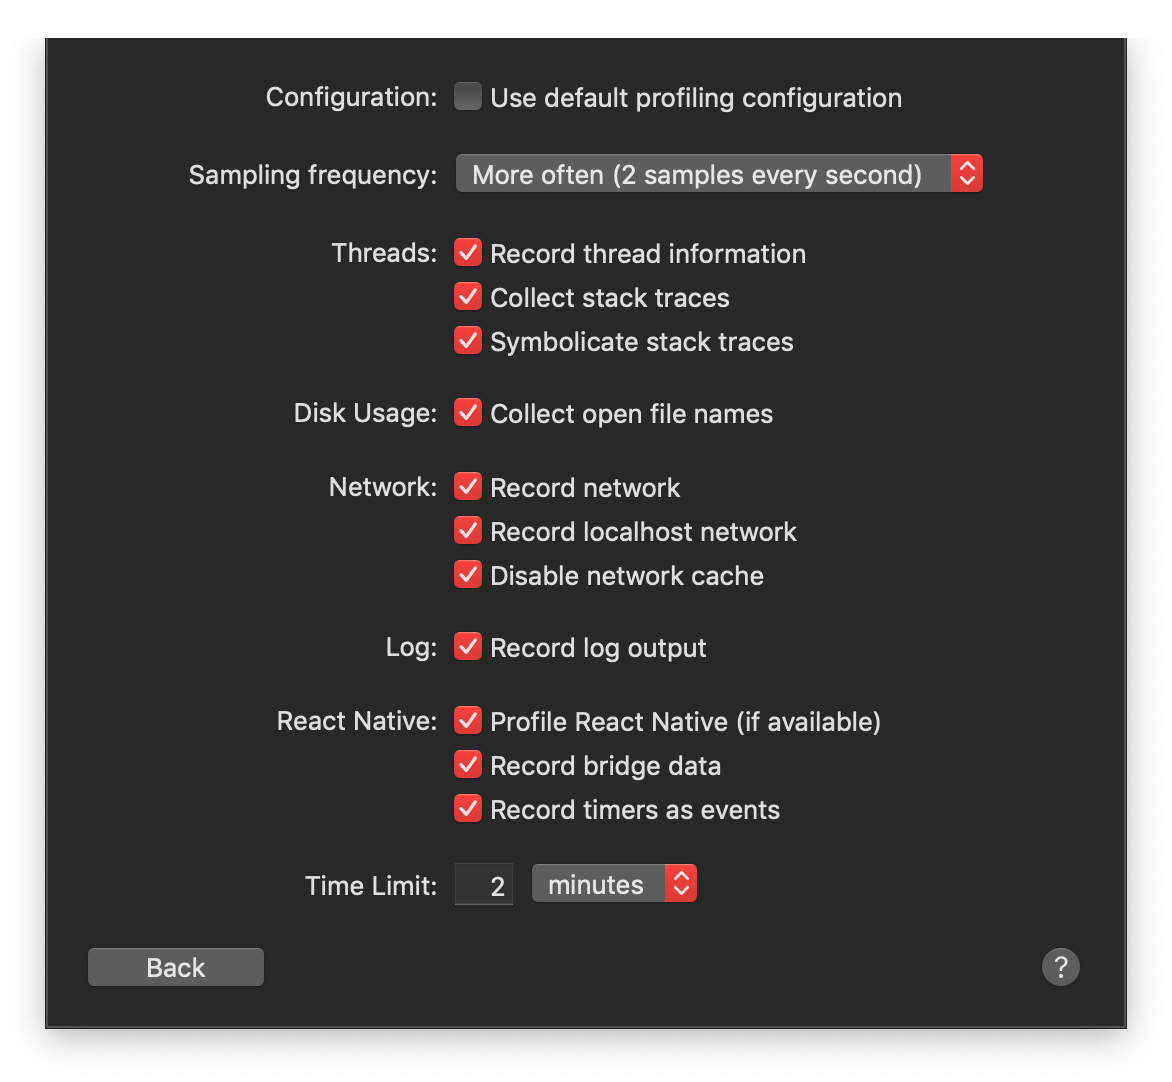 Configuration: Use default profiling configuration
Sampling frequency: More often (2 samples every second)
Threads: Record thread information
Collect stack traces
Symbolicate stack traces
Disk Usage: Collect open file names
Network: Record network
Record localhost network
Disable network cache
Log: Record log output
React Native: Profile React Native (if available)
Record bridge data
Record timers as events
Time Limit: 2 minutes
Back ?